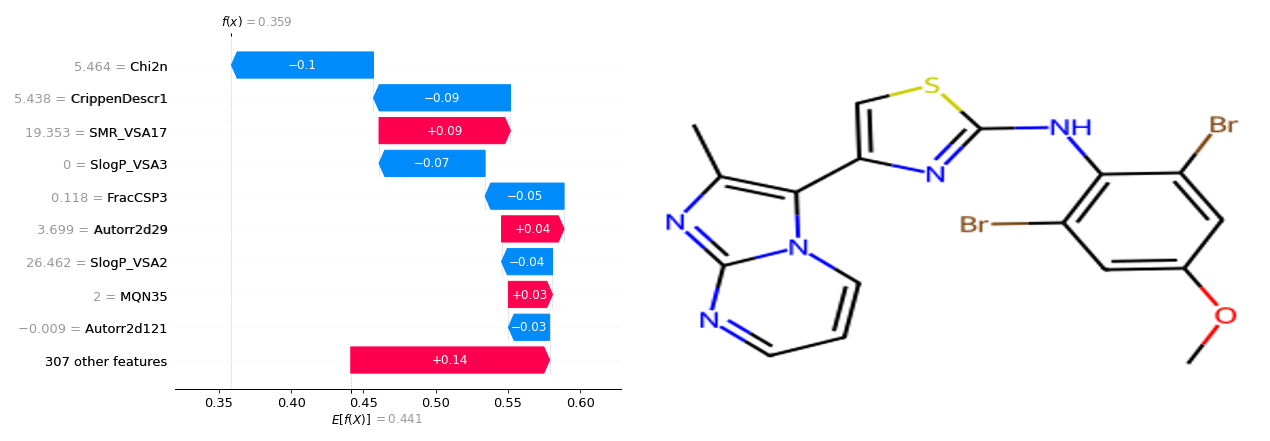 f(x) = 0.359
5.464 = Chi2n
−0.1
5.438 = CrippenDescr1
−0.09
19.353 = SMR_VSA17
+0.09
0 = SlogP_VSA3
−0.07
0.118 = FracCSP3
−0.05
3.699 = Autorr2d29
+0.04
26.462 = SlogP_VSA2
−0.04
2 = MQN35
+0.03
−0.009 = Autorr2d121
−0.03
307 other features
+0.14
0.35 0.40 0.45 0.50 0.55 0.60
E[f(X)] = 0.441
S
NH
Br
N
Br
N
N
N
O